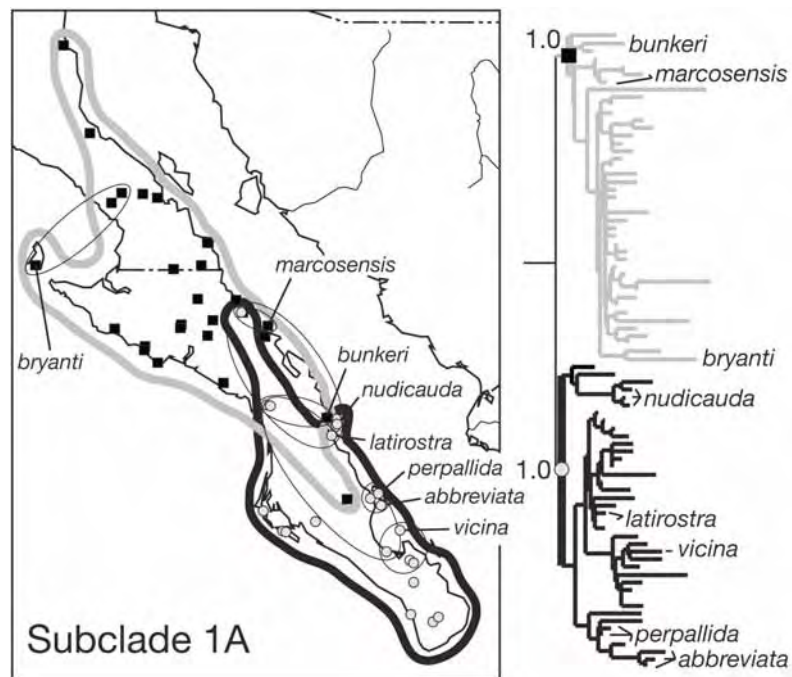 marcosensis
bryanti
bunkeri
nudicauda
latirostra
perpallida
abbreviata
vicina
Subclade 1A
1.0
bunkeri
marcosensis
bryanti
nudicauda
1.0
latirostra
vicina
perpallida
abbreviata